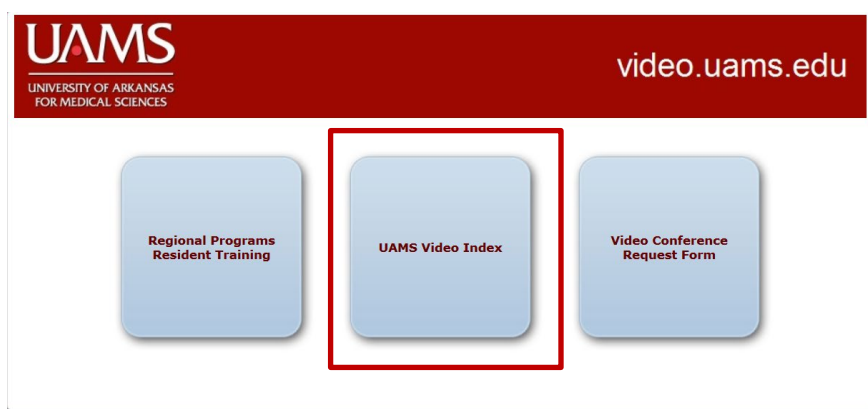 UAMS
UNIVERSITY OF ARKANSAS
FOR MEDICAL SCIENCES
video.uams.edu
Regional Programs
Resident Training
UAMS Video Index
Video Conference
Request Form